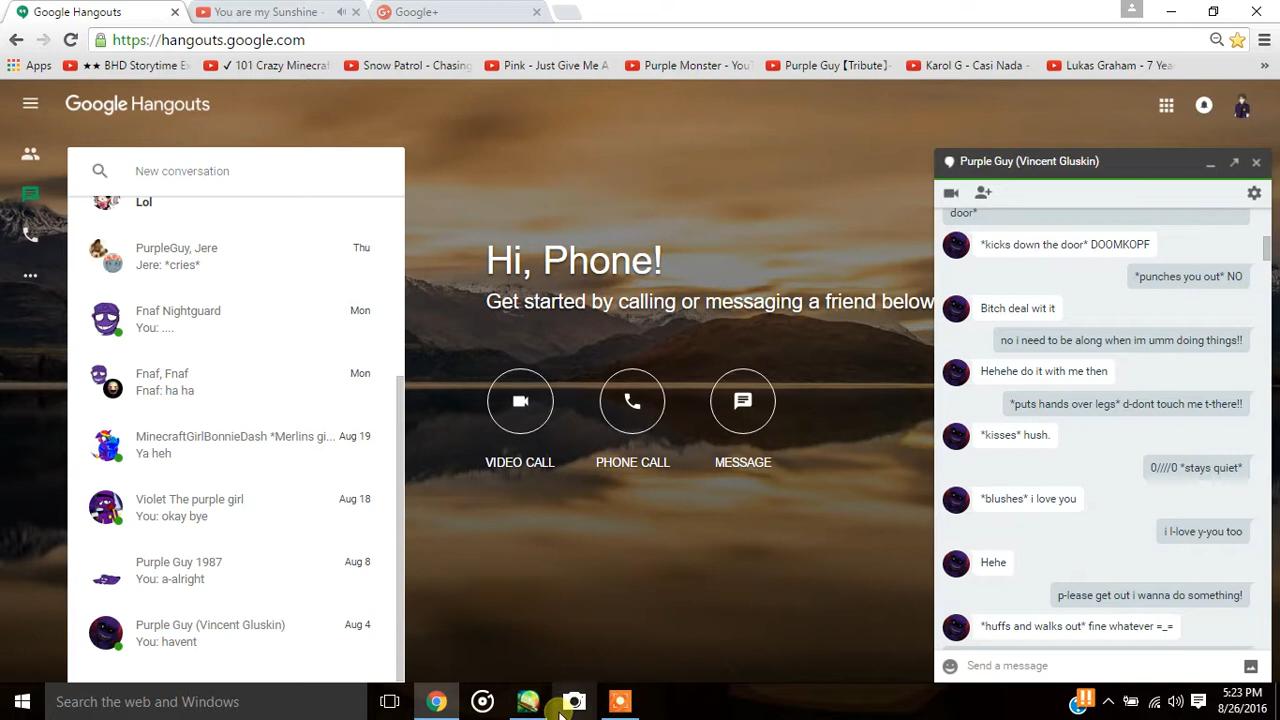 Google Hangouts
You are my Sunshine -
Google+
https://hangouts.google.com
Apps
★★ BHD Storytime E
✓ 101 Crazy Minecraf
Snow Patrol - Chasing
Pink - Just Give Me A
Purple Monster - You
Purple Guy【Tribute】-
Karol G - Casi Nada -
Lukas Graham - 7 Yea
»
Google Hangouts
New conversation
Lol
PurpleGuy, Jere Thu
Jere: *cries*
Fnaf Nightguard Mon
You: ....
Fnaf, Fnaf Mon
Fnaf: ha ha
MinecraftGirlBonnieDash *Merlins gi... Aug 19
Ya heh
Violet The purple girl Aug 18
You: okay bye
Purple Guy 1987 Aug 8
You: a-alright
Purple Guy (Vincent Gluskin) Aug 4
You: havent
Hi, Phone!
Get started by calling or messaging a friend below
VIDEO CALL
PHONE CALL
MESSAGE
Purple Guy (Vincent Gluskin)
door*
*kicks down the door* DOOMKOPF
*punches you out* NO
Bitch deal wit it
no i need to be along when im umm doing things!!
Hehehe do it with me then
*puts hands over legs* d-dont touch me t-there!!
*kisses* hush.
0////0 *stays quiet*
*blushes* i love you
i l-love y-you too
Hehe
p-lease get out i wanna do something!
*huffs and walks out* fine whatever =_=
Send a message
Search the web and Windows
5:23 PM
8/26/2016